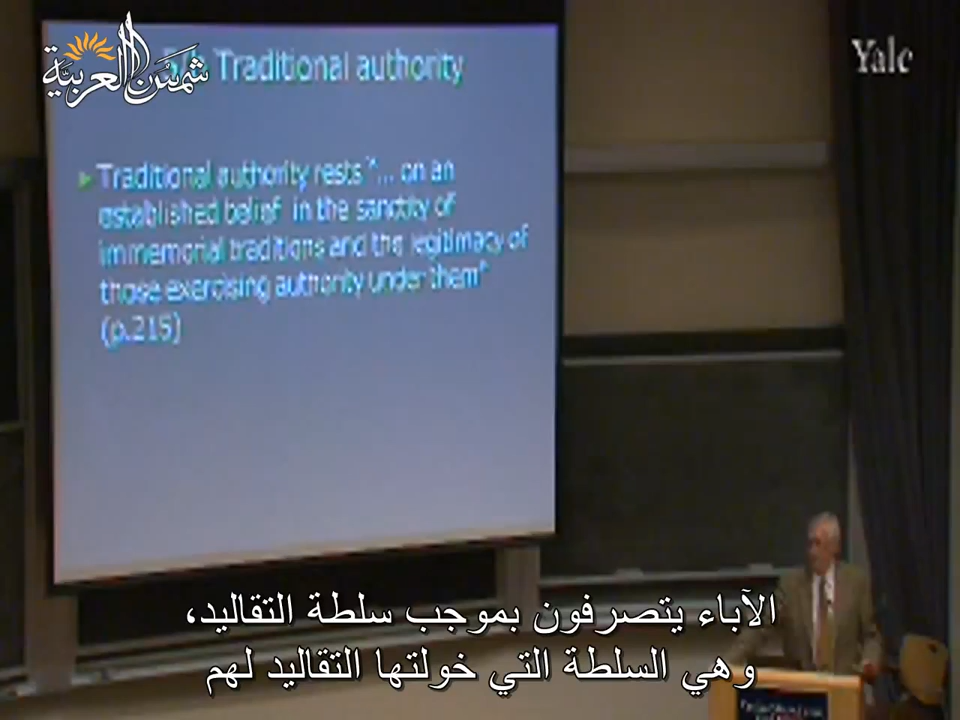 شمس العربية
Yale
Traditional authority
Traditional authority rests "... on an
established belief in the sanctity of
immemorial traditions and the legitimacy of
those exercising authority under them"
(p.215)
الآباء يتصرفون بموجب سلطة التقاليد،
وهي السلطة التي خولتها التقاليد لهم